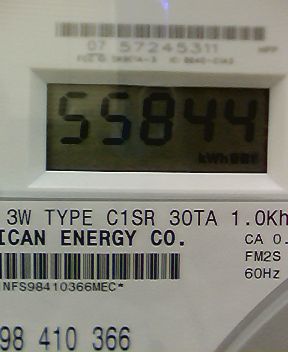 07 57245311
55844
kWh
3W TYPE C1SR 30TA 1.0Kh
ICAN ENERGY CO.
CA 0.
FM2S
60Hz
NFS98410366MEC*
98 410 366